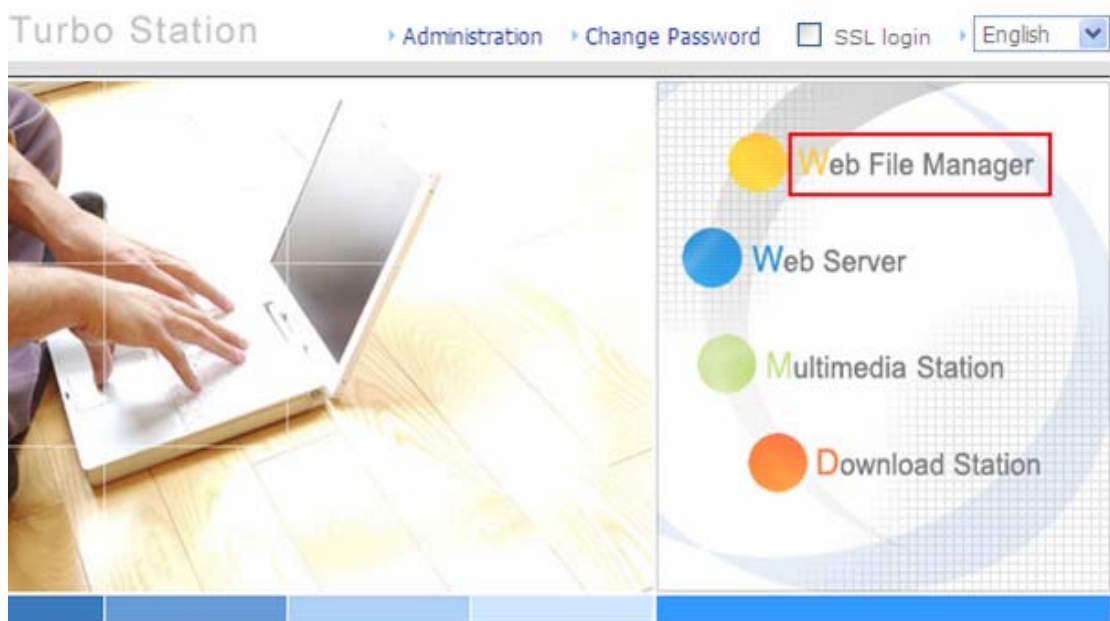 Turbo Station
Administration Change Password SSL login English
Web File Manager
Web Server
Multimedia Station
Download Station